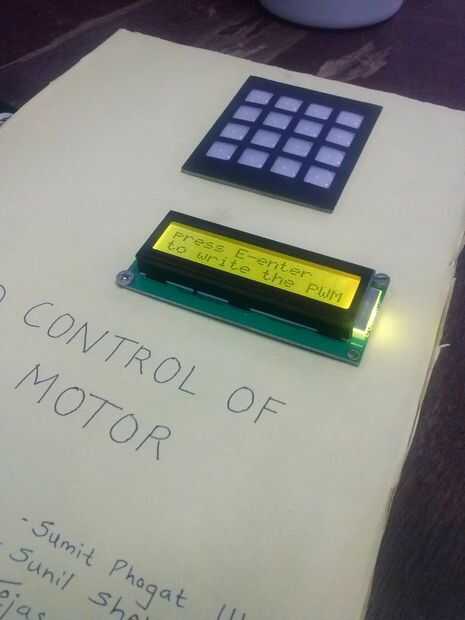 press E-enter
to write the PWM
CONTROL OF
MOTOR
- Sumit Phogat
Sunil